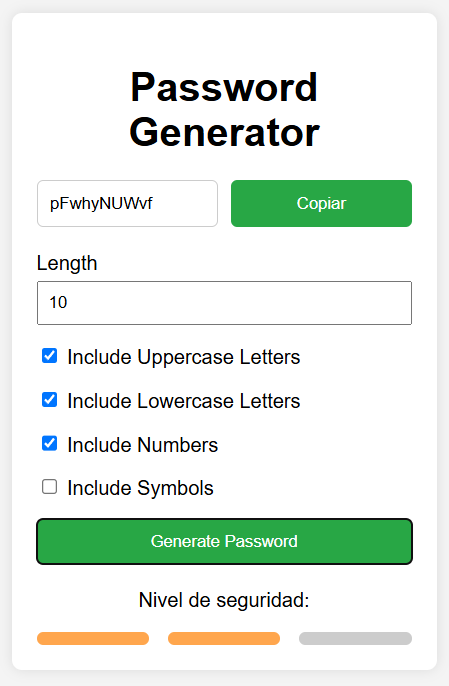 Password
Generator
pFwhyNUWvf
Copiar
Length
10
Include Uppercase Letters
Include Lowercase Letters
Include Numbers
Include Symbols
Generate Password
Nivel de seguridad: